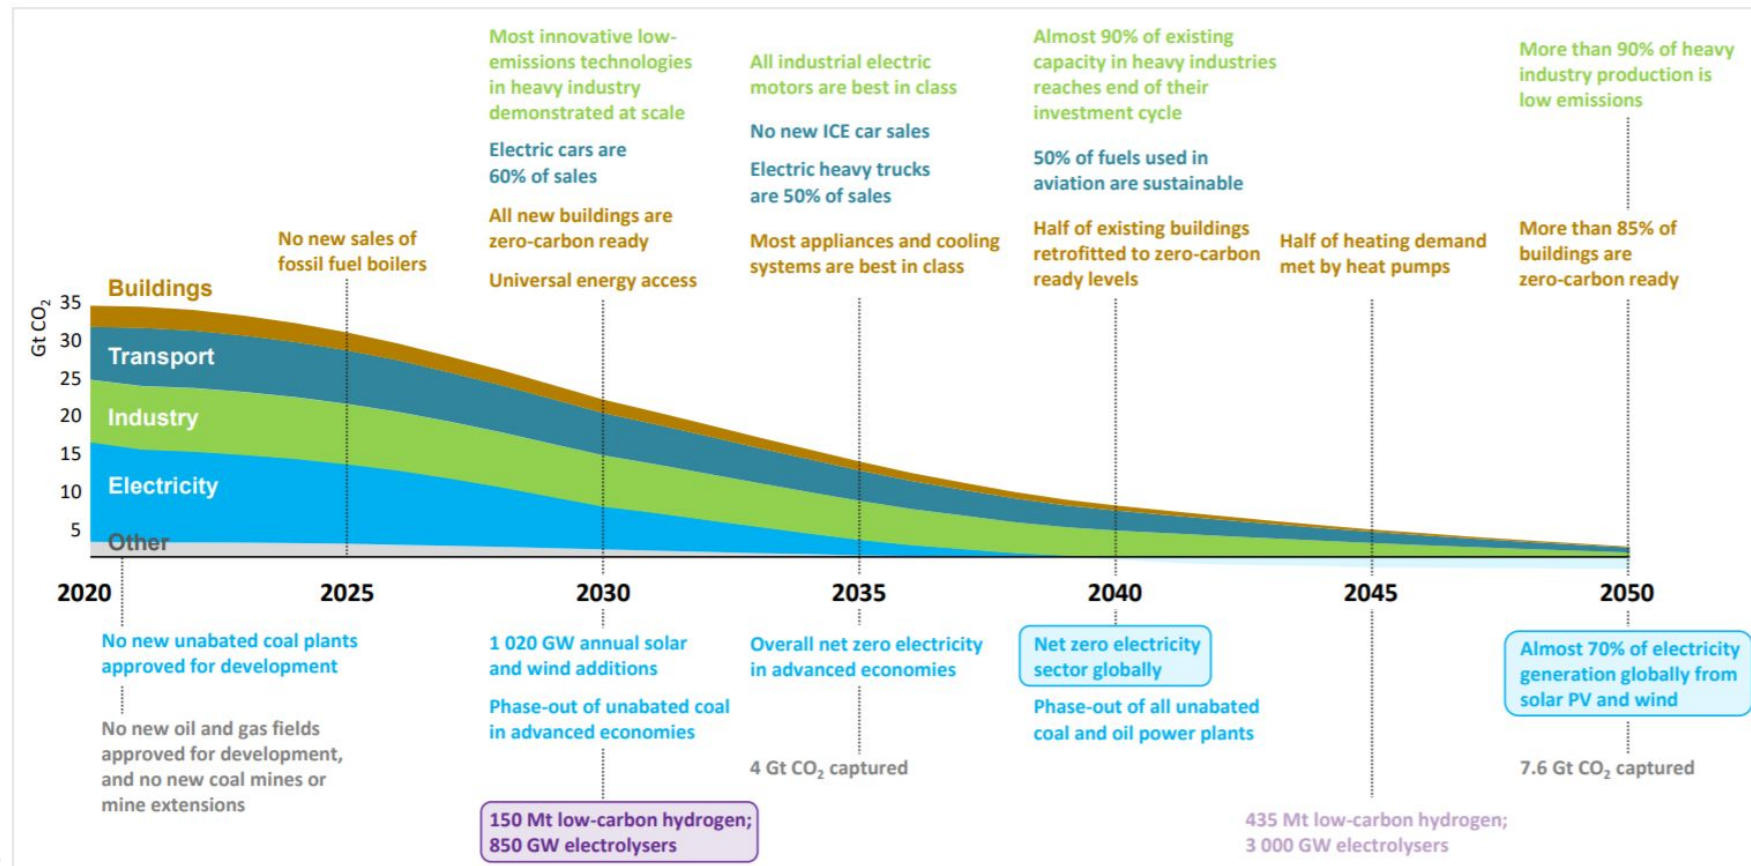 Most innovative low-
emissions technologies
in heavy industry
demonstrated at scale
Electric cars are
60% of sales
All new buildings are
zero-carbon ready
Universal energy access
All industrial electric
motors are best in class
No new ICE car sales
Electric heavy trucks
are 50% of sales
Most appliances and cooling
systems are best in class
Almost 90% of existing
capacity in heavy industries
reaches end of their
investment cycle
50% of fuels used in
aviation are sustainable
Half of existing buildings
retrofitted to zero-carbon
ready levels
Half of heating demand
met by heat pumps
More than 90% of heavy
industry production is
low emissions
More than 85% of
buildings are
zero-carbon ready
No new sales of
fossil fuel boilers
Gt CO₂
35
30
25
20
15
10
5
Buildings
Transport
Industry
Electricity
Other
2020 2025 2030 2035 2040 2045 2050
No new unabated coal plants
approved for development
No new oil and gas fields
approved for development,
and no new coal mines or
mine extensions
1 020 GW annual solar
and wind additions
Phase-out of unabated coal
in advanced economies
150 Mt low-carbon hydrogen;
850 GW electrolysers
Overall net zero electricity
in advanced economies
4 Gt CO₂ captured
Net zero electricity
sector globally
Phase-out of all unabated
coal and oil power plants
435 Mt low-carbon hydrogen;
3 000 GW electrolysers
Almost 70% of electricity
generation globally from
solar PV and wind
7.6 Gt CO₂ captured